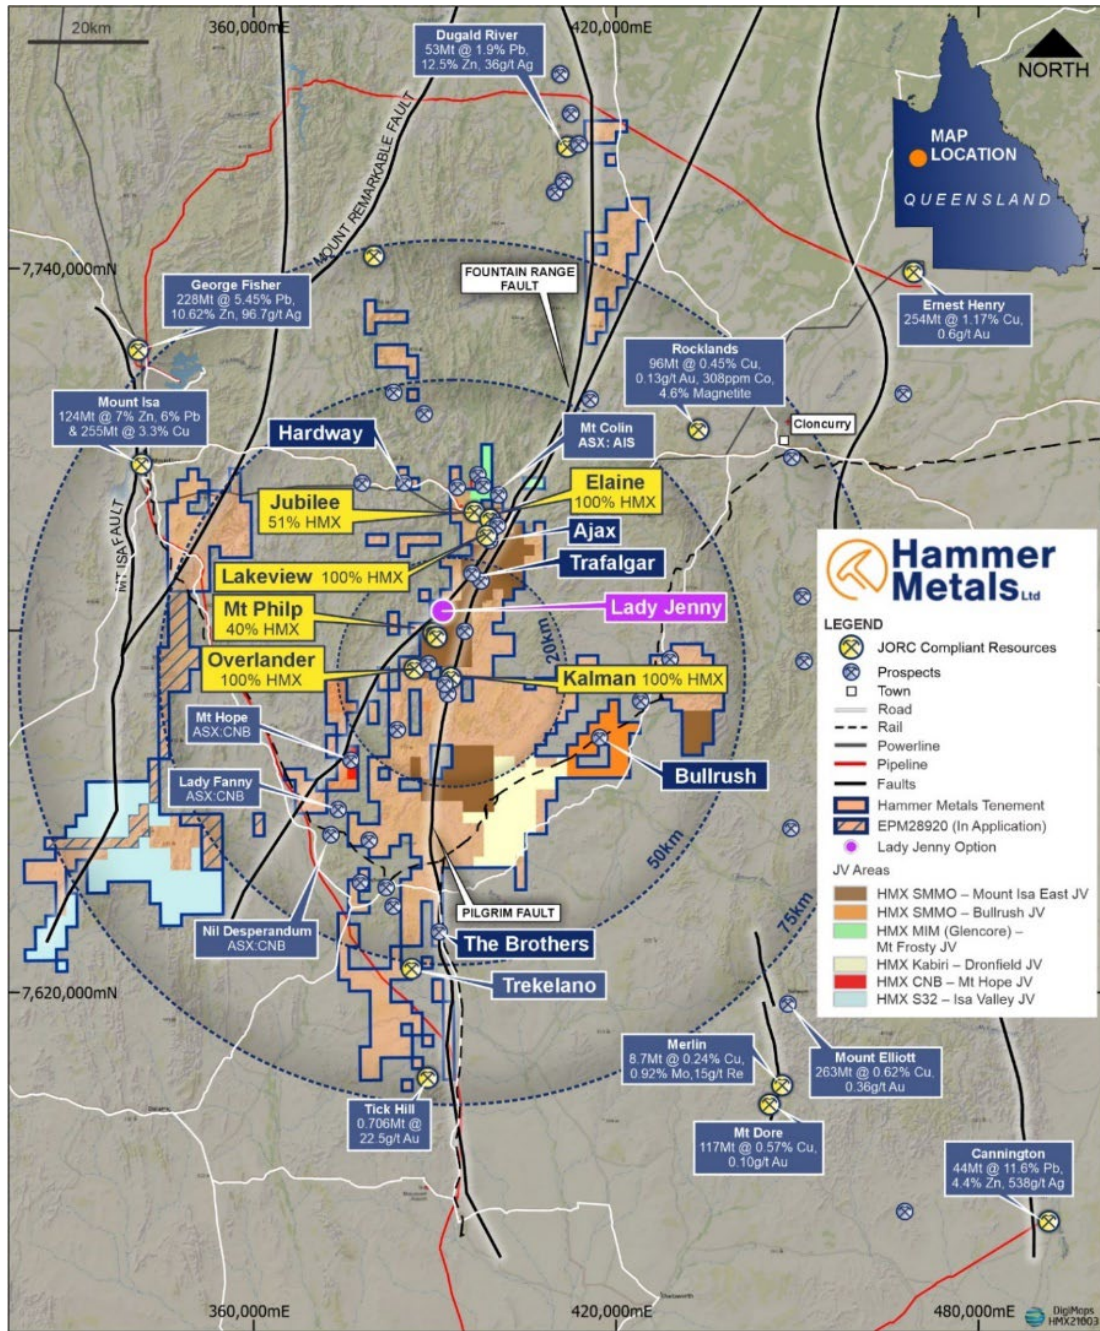 20km
360,000mE
420,000mE
Dugald River
53Mt @ 1.9% Pb,
12.5% Zn, 36g/t Ag
NORTH
MAP
LOCATION
QUEENSLAND
MOUNT REMARKABLE FAULT
7,740,000mN
FOUNTAIN RANGE
FAULT
George Fisher
228Mt @ 5.45% Pb,
10.62% Zn, 96.7g/t Ag
Ernest Henry
254Mt @ 1.17% Cu,
0.6g/t Au
Rocklands
96Mt @ 0.45% Cu,
0.13g/t Au, 308ppm Co,
4.6% Magnetite
Mount Isa
124Mt @ 7% Zn, 6% Pb
& 255Mt @ 3.3% Cu
Hardway
Mt Colin
ASX: AIS
Cloncurry
Jubilee
51% HMX
Elaine
100% HMX
Ajax
MT ISA FAULT
Lakeview 100% HMX
Trafalgar
Mt Philp
40% HMX
Lady Jenny
20km
Overlander
100% HMX
Kalman 100% HMX
Mt Hope
ASX:CNB
Bullrush
Lady Fanny
ASX:CNB
50km
75km
PILGRIM FAULT
Nil Desperandum
ASX:CNB
The Brothers
Trekelano
7,620,000mN
Merlin
8.7Mt @ 0.24% Cu,
0.92% Mo,15g/t Re
Mount Elliott
263Mt @ 0.62% Cu,
0.36g/t Au
Tick Hill
0.706Mt @
22.5g/t Au
Mt Dore
117Mt @ 0.57% Cu,
0.10g/t Au
Cannington
44Mt @ 11.6% Pb,
4.4% Zn, 538g/t Ag
Hammer
Metals Ltd
LEGEND
JORC Compliant Resources
Prospects
Town
Road
Rail
Powerline
Pipeline
Faults
Hammer Metals Tenement
EPM28920 (In Application)
Lady Jenny Option
JV Areas
HMX SMMO – Mount Isa East JV
HMX SMMO – Bullrush JV
HMX MIM (Glencore) –
Mt Frosty JV
HMX Kabiri – Dronfield JV
HMX CNB – Mt Hope JV
HMX S32 – Isa Valley JV
360,000mE
420,000mE
480,000mE
DigiMaps
HMX21003